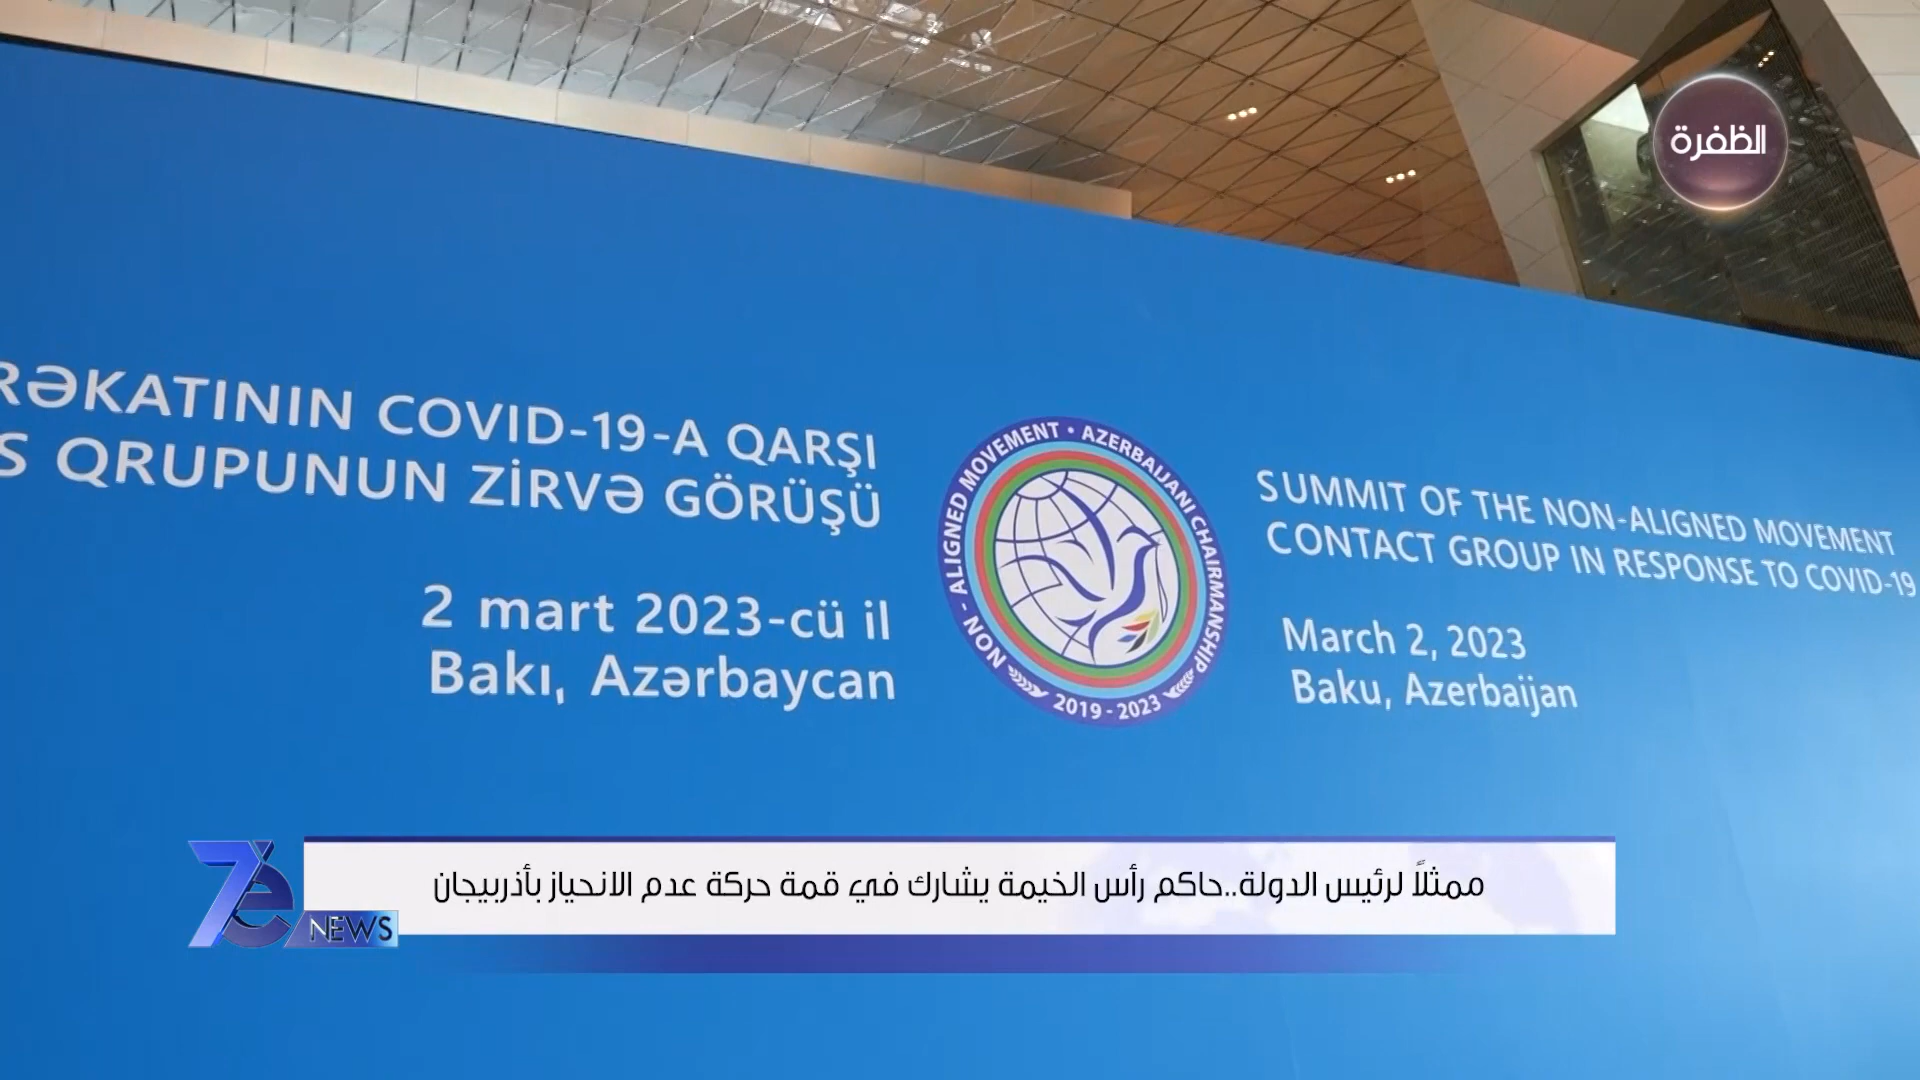 الظفرة
RƏKATININ COVID-19-A QARŞI
S QRUPUNUN ZİRVƏ GÖRÜŞÜ
2 mart 2023-cü il
Bakı, Azərbaycan
NON - ALIGNED MOVEMENT • AZERBAIJANI CHAIRMANSHIP
2019 - 2023
SUMMIT OF THE NON-ALIGNED MOVEMENT
CONTACT GROUP IN RESPONSE TO COVID-19
March 2, 2023
Baku, Azerbaijan
ممثلاً لرئيس الدولة..حاكم رأس الخيمة يشارك في قمة حركة عدم الانحياز بأذربيجان
7e NEWS